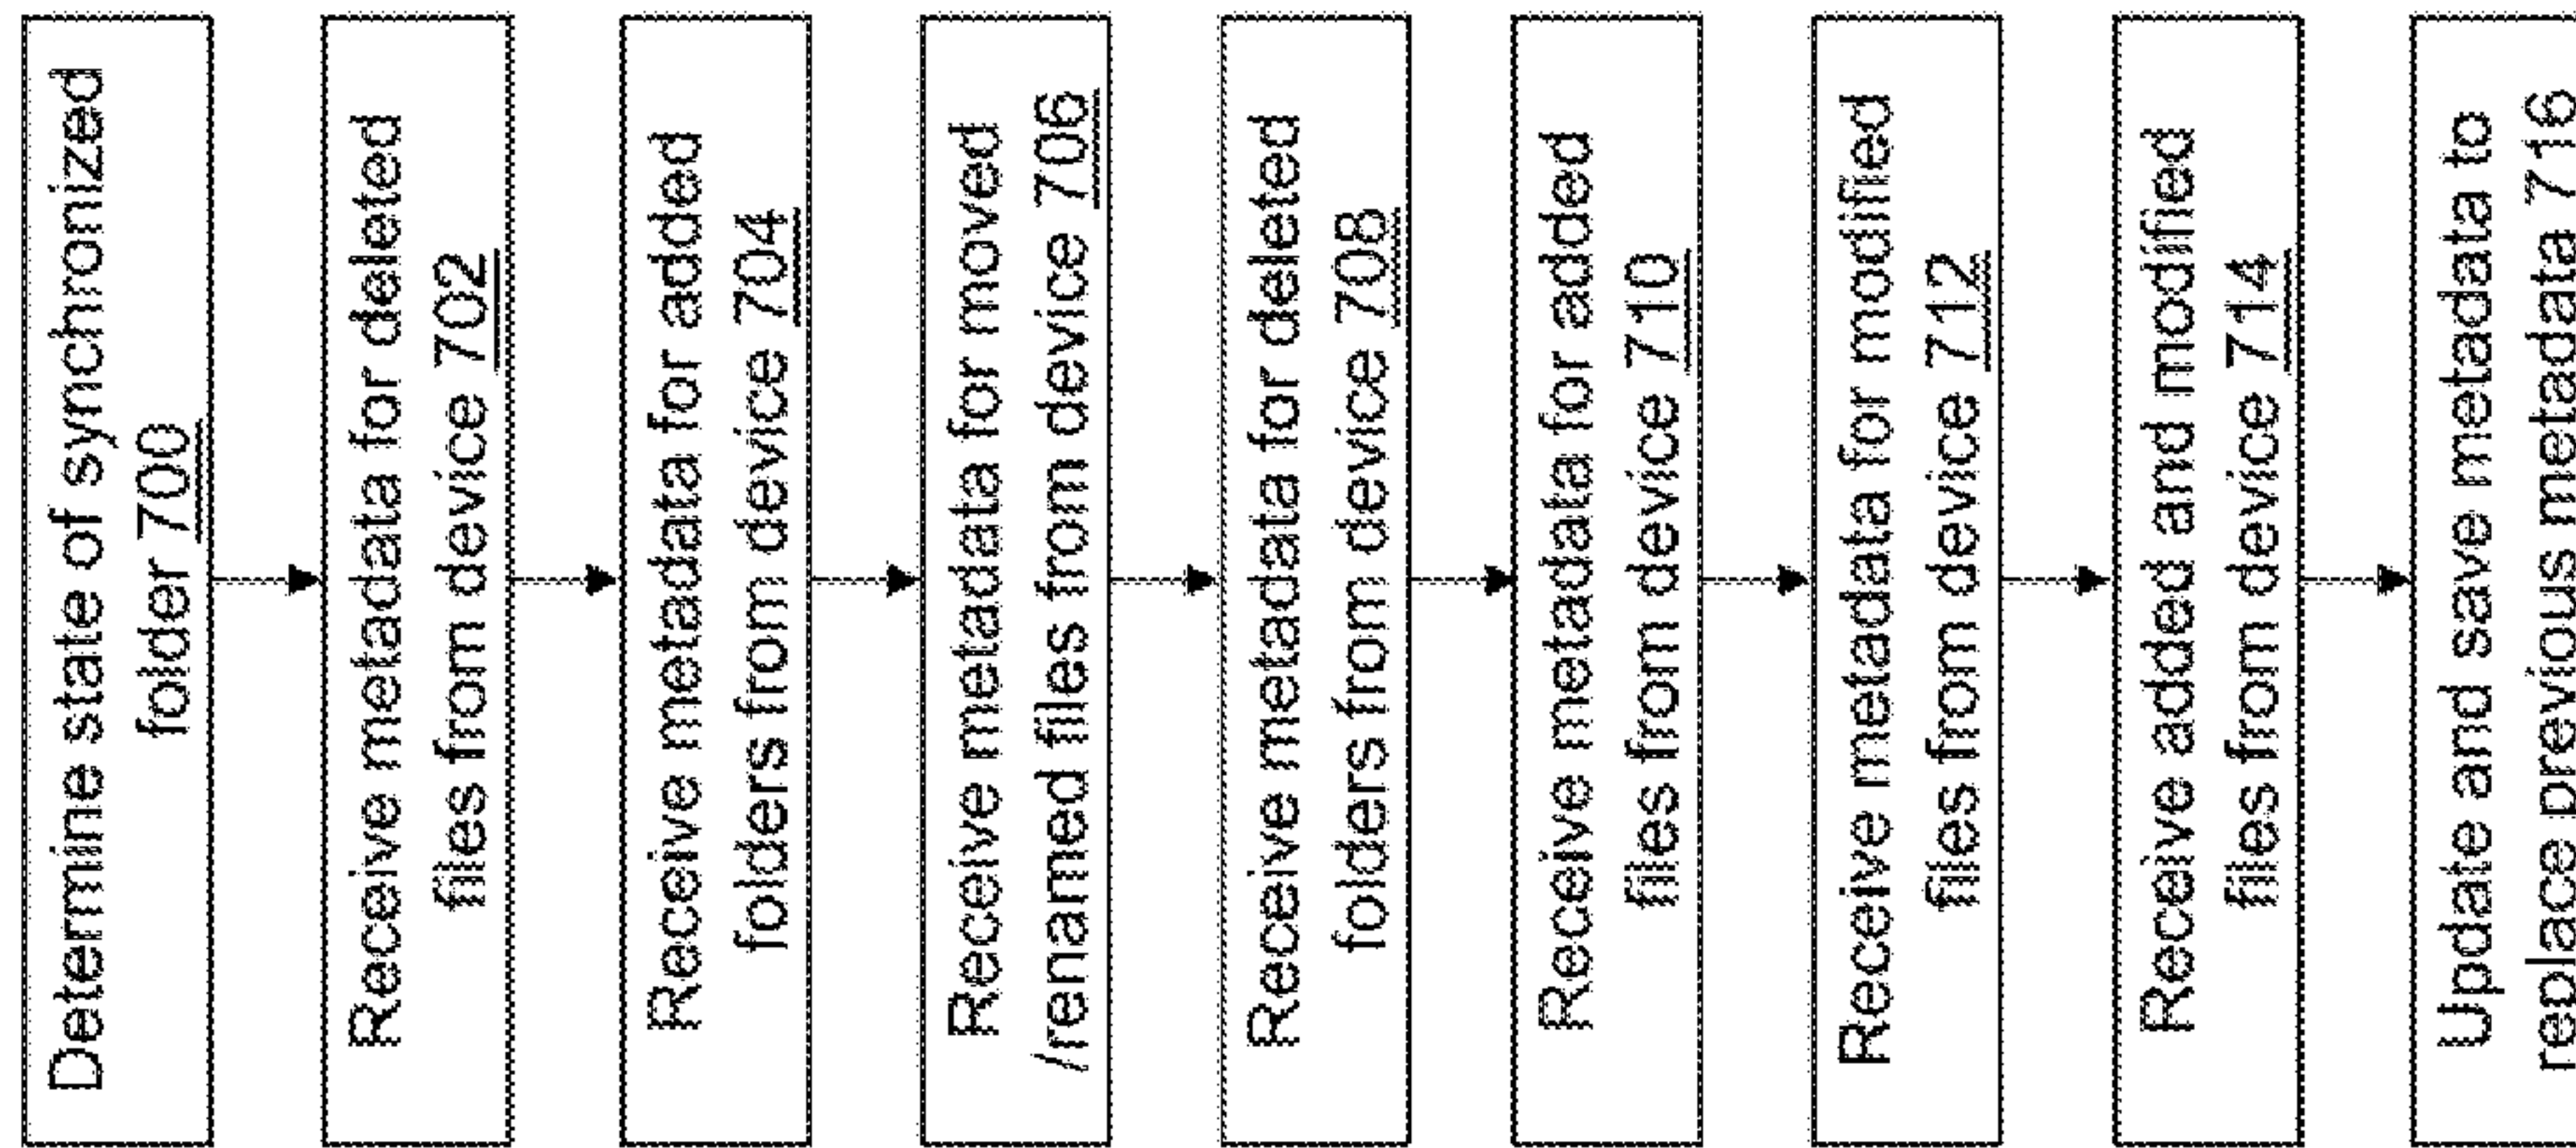 Determine state of synchronized
folder 700
Receive metadata for deleted
files from device 702
Receive metadata for added
folders from device 704
Receive metadata for moved
/renamed files from device 706
Receive metadata for deleted
folders from device 708
Receive metadata for added
files from device 710
Receive metadata for modified
files from device 712
Receive added and modified
files from device 714
Update and save metadata to
replace previous metadata 716